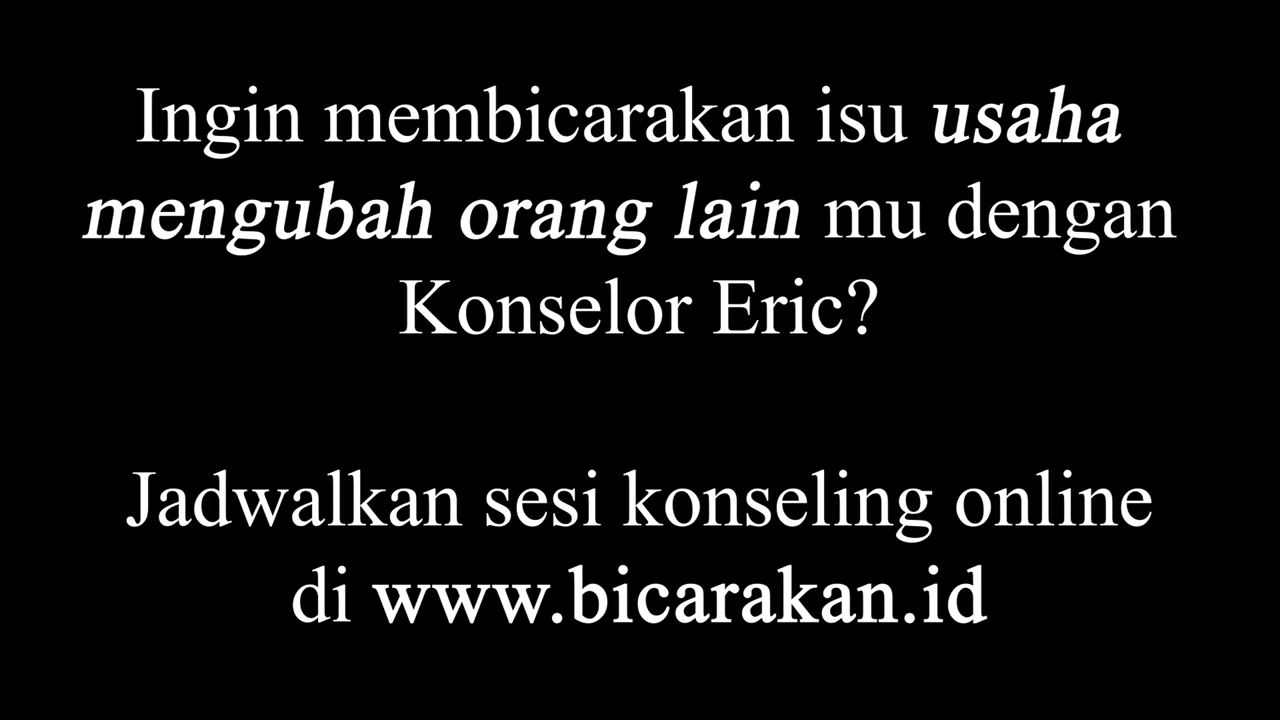 Ingin membicarakan isu usaha
mengubah orang lain mu dengan
Konselor Eric?
Jadwalkan sesi konseling online
di www.bicarakan.id